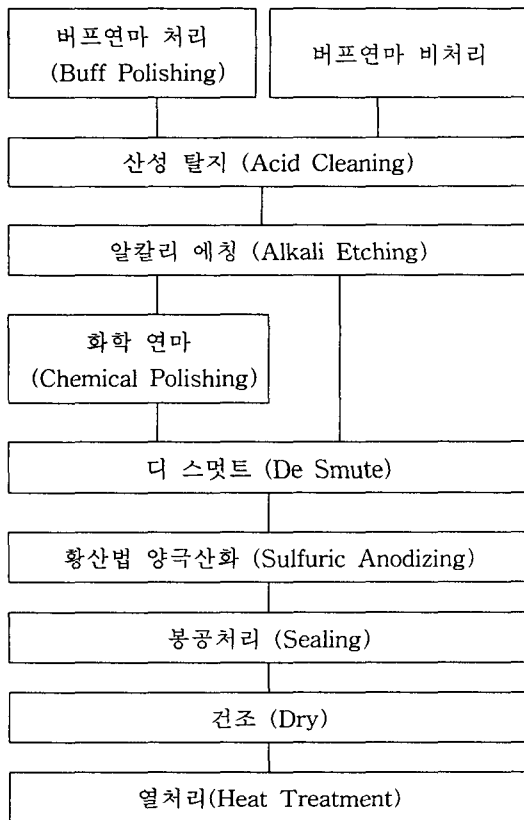 버프연마 처리
(Buff Polishing)
버프연마 비처리
산성 탈지 (Acid Cleaning)
알칼리 에칭 (Alkali Etching)
화학 연마
(Chemical Polishing)
디 스멋트 (De Smute)
황산법 양극산화 (Sulfuric Anodizing)
봉공처리 (Sealing)
건조 (Dry)
열처리(Heat Treatment)